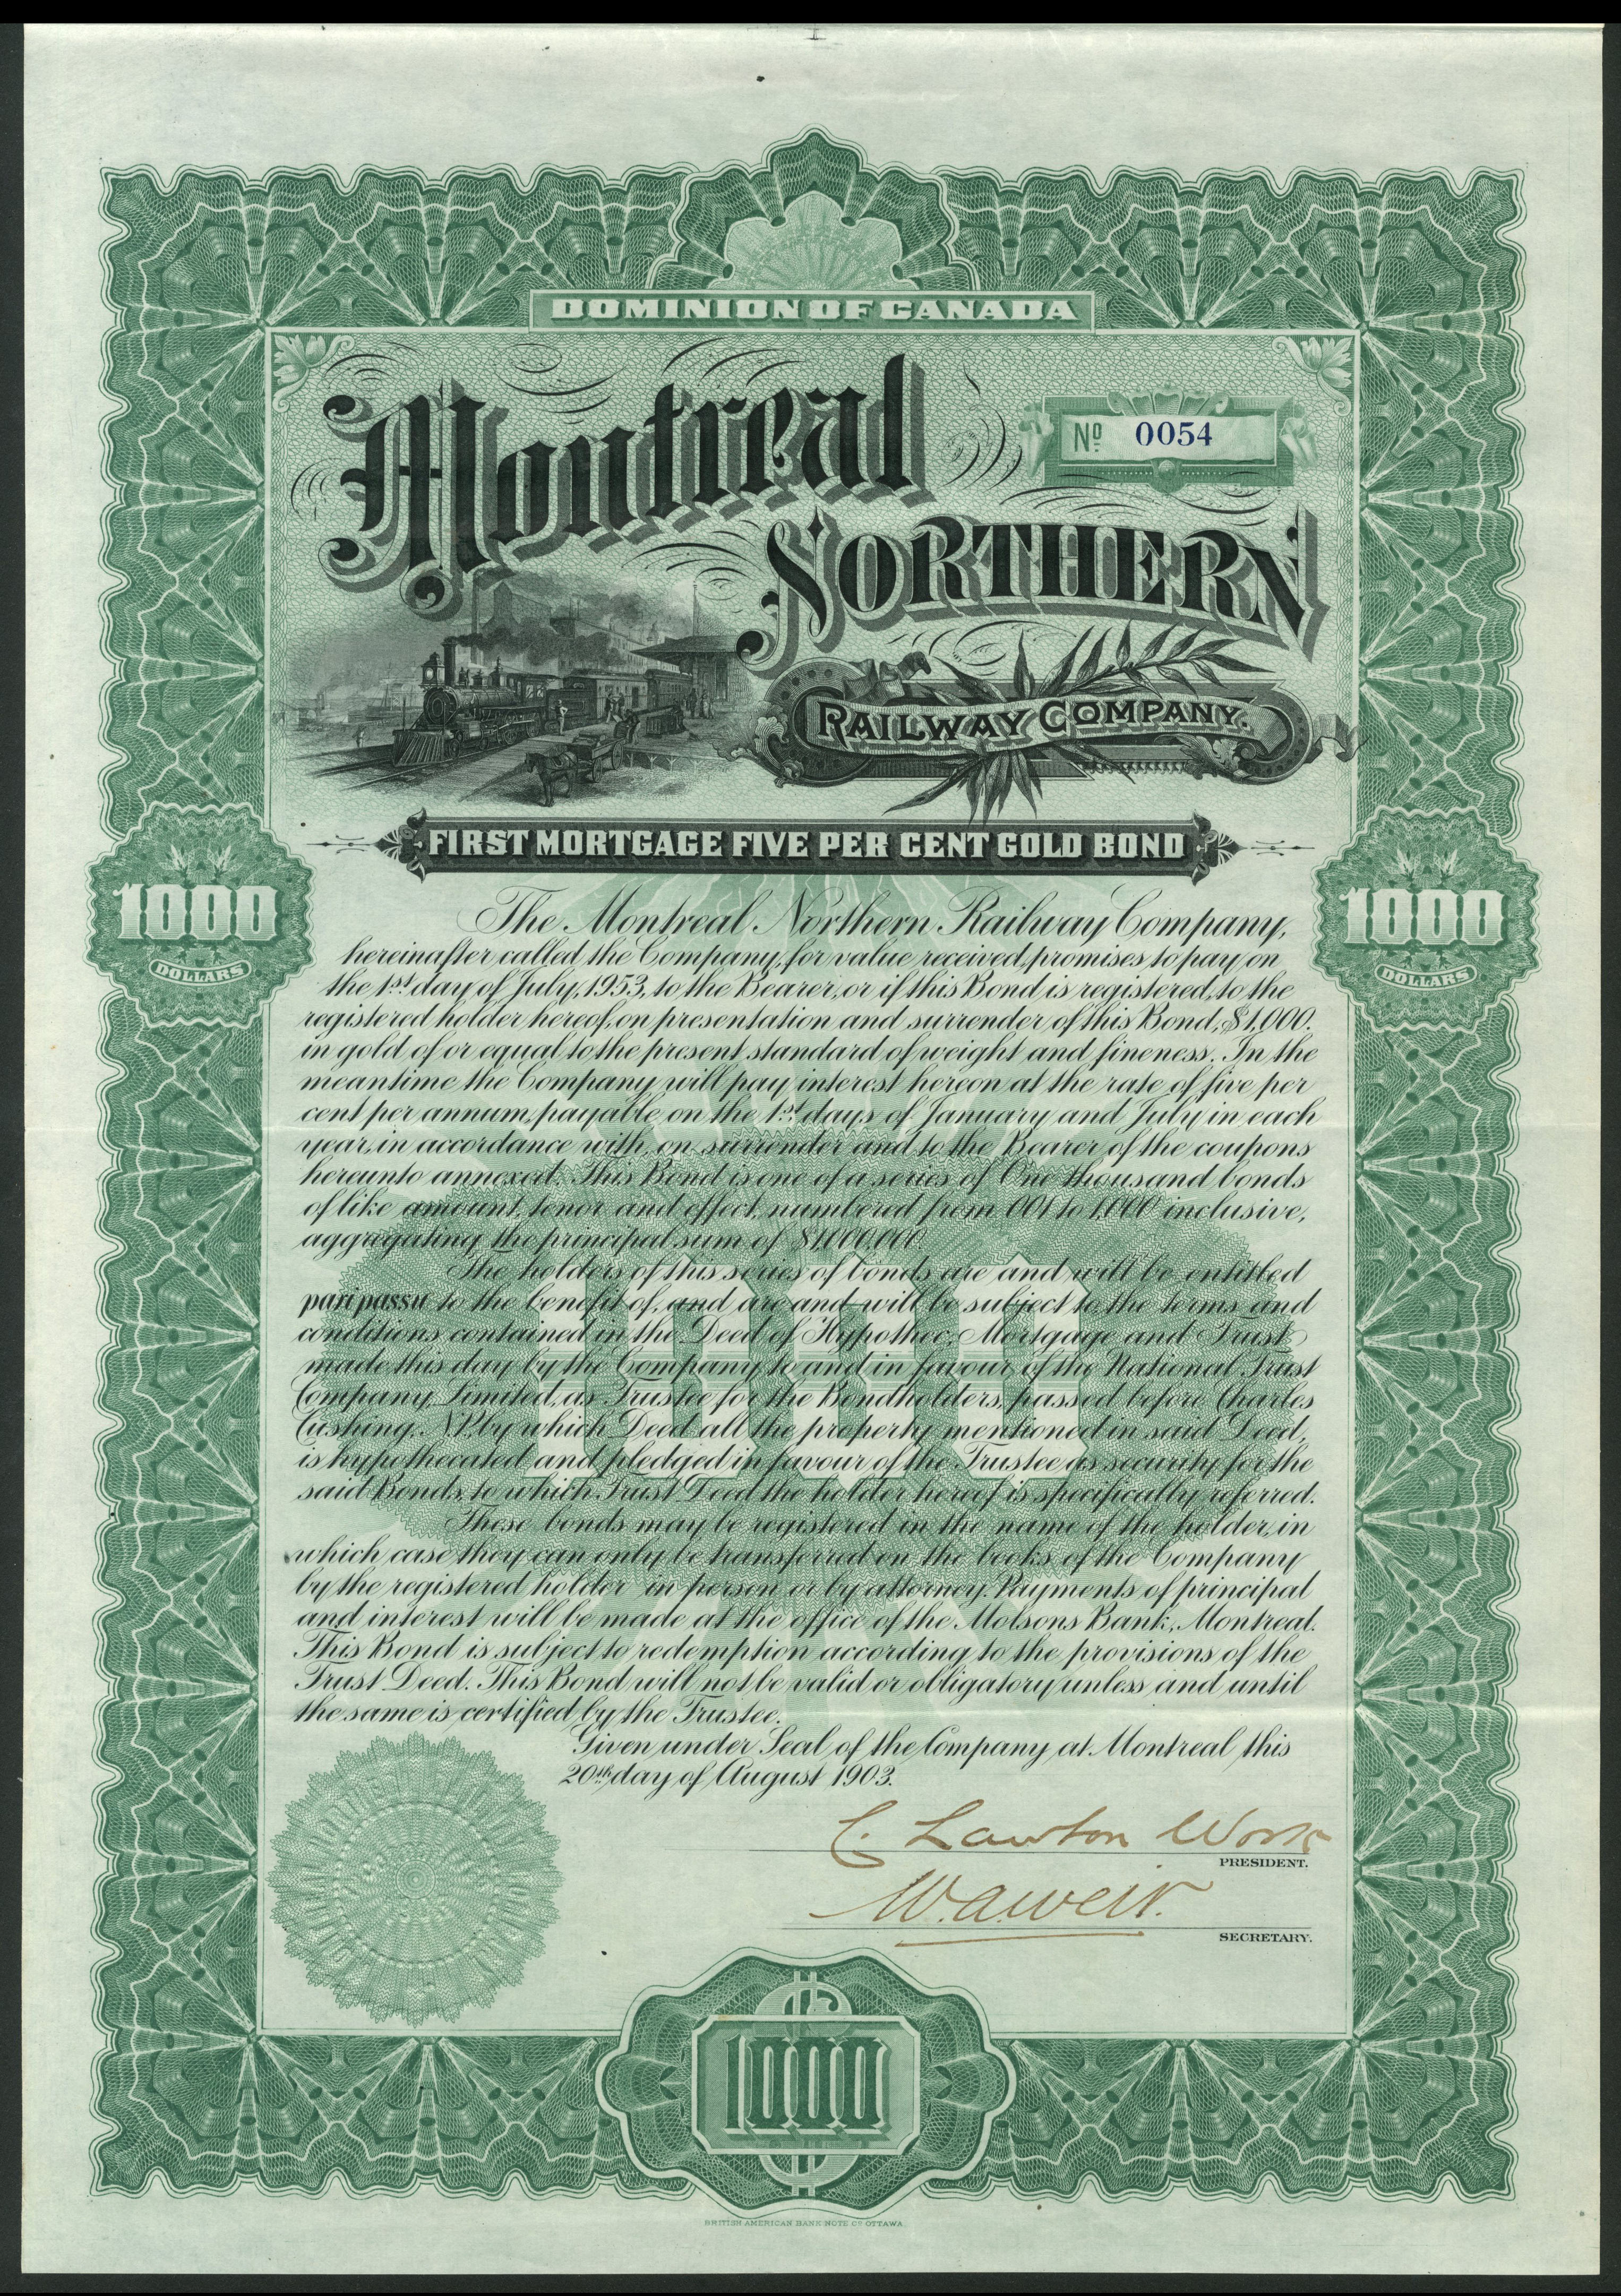 DOMINION OF CANADA
Montreal
Nº 0054
NORTHERN
RAILWAY COMPANY.
FIRST MORTGAGE FIVE PER CENT GOLD BOND
1000
DOLLARS
1000
DOLLARS
The Montreal Northern Railway Company,
hereinafter called the Company, for value received, promises to pay on
the 1st day of July, 1953, to the Bearer, or if this Bond is registered, to the
registered holder hereof, on presentation and surrender of this Bond, $1,000.
in gold of or equal to the present standard of weight and fineness. In the
meantime the Company will pay interest hereon at the rate of five per
cent per annum, payable on the 1st days of January and July in each
year, in accordance with, on surrender and to the Bearer of the coupons
hereunto annexed. This Bond is one of a series of One thousand bonds
of like amount, tenor and effect, numbered from 001 to 1,000 inclusive,
aggregating the principal sum of $1,000,000.
The holders of this series of bonds are and will be entitled
pari passu to the benefit of, and are and will be subject to the terms and
conditions contained in the Deed of Hypothec, Mortgage and Trust
made this day by the Company to and in favour of the National Trust
Company, Limited, as Trustee for the Bondholders, passed before Charles
Cushing, N.P. by which Deed all the property mentioned in said Deed,
is hypothecated and pledged in favour of the Trustee as security for the
said Bonds, to which Trust Deed the holder hereof is specifically referred.
These bonds may be registered in the name of the holder, in
which case they can only be transferred on the books of the Company
by the registered holder in person or by attorney. Payments of principal
and interest will be made at the office of the Molsons Bank, Montreal.
This Bond is subject to redemption according to the provisions of the
Trust Deed. This Bond will not be valid or obligatory unless and until
the same is certified by the Trustee.
Given under Seal of the Company at Montreal this
20th day of August 1903.
C. Lawton Work
PRESIDENT.
W. A. Weir.
SECRETARY.
$
1000
BRITISH AMERICAN BANK NOTE Cº OTTAWA.